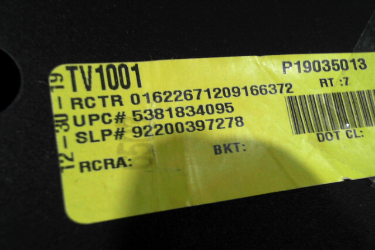 12-30-19
TV1001 P19035013
RCTR 01622671209166372 RT :7
UPC# 5381834095
SLP# 92200397278
RCRA: BKT: DOT CL: